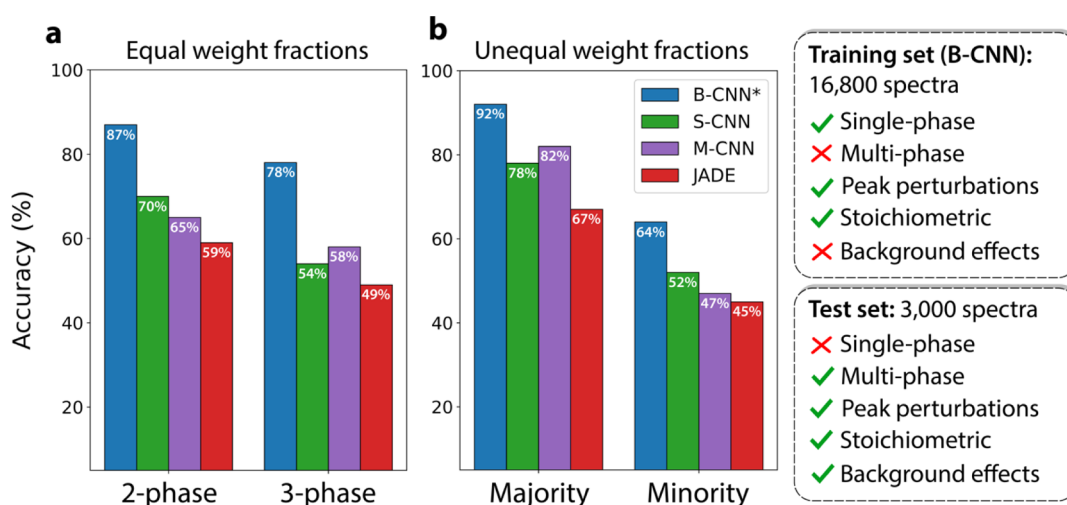 a
Equal weight fractions
Accuracy (%)
100
80
60
40
20
87%
70%
65%
59%
78%
54%
58%
49%
2-phase
3-phase
b
Unequal weight fractions
100
80
60
40
20
B-CNN*
S-CNN
M-CNN
JADE
92%
78%
82%
67%
64%
52%
47%
45%
Majority
Minority
Training set (B-CNN):
16,800 spectra
Single-phase
Multi-phase
Peak perturbations
Stoichiometric
Background effects
Test set: 3,000 spectra
Single-phase
Multi-phase
Peak perturbations
Stoichiometric
Background effects